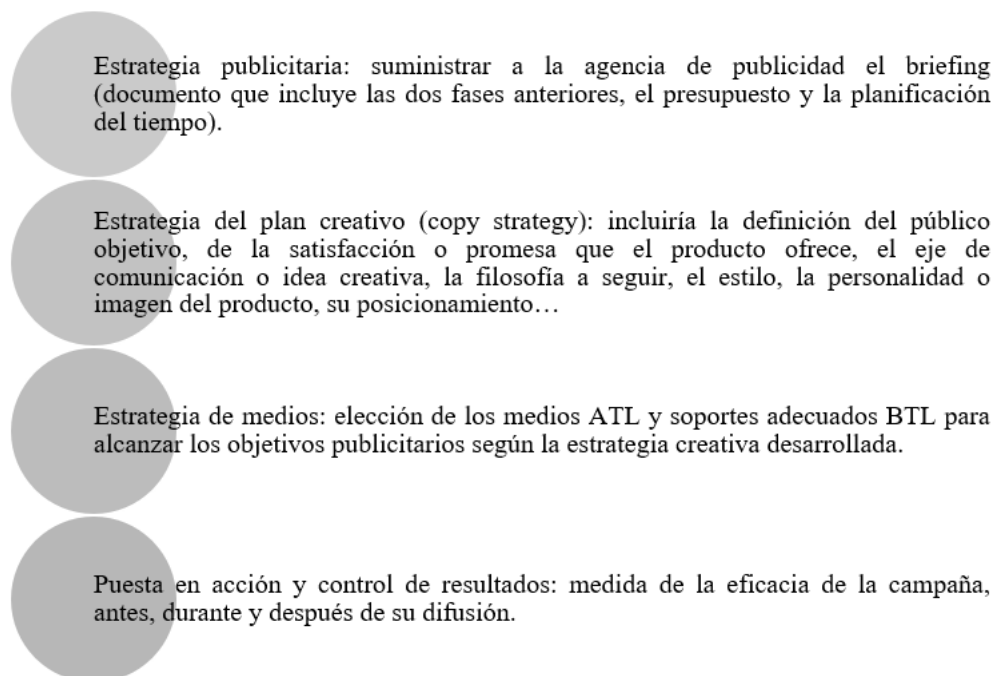 Estrategia publicitaria: suministrar a la agencia de publicidad el briefing
(documento que incluye las dos fases anteriores, el presupuesto y la planificación
del tiempo).
Estrategia del plan creativo (copy strategy): incluiría la definición del público
objetivo, de la satisfacción o promesa que el producto ofrece, el eje de
comunicación o idea creativa, la filosofía a seguir, el estilo, la personalidad o
imagen del producto, su posicionamiento…
Estrategia de medios: elección de los medios ATL y soportes adecuados BTL para
alcanzar los objetivos publicitarios según la estrategia creativa desarrollada.
Puesta en acción y control de resultados: medida de la eficacia de la campaña,
antes, durante y después de su difusión.